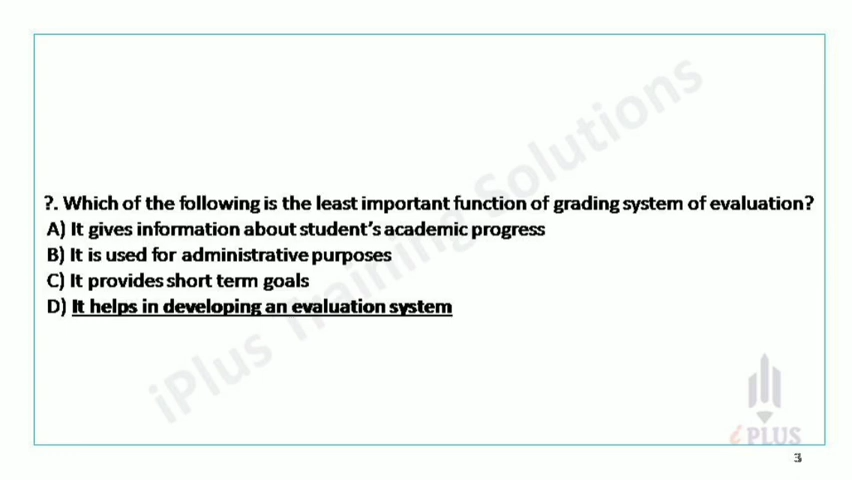 ?. Which of the following is the least important function of grading system of evaluation?
A) It gives information about student's academic progress
B) It is used for administrative purposes
C) It provides short term goals
D) It helps in developing an evaluation system
iPlus Training Solutions
i PLUS
3